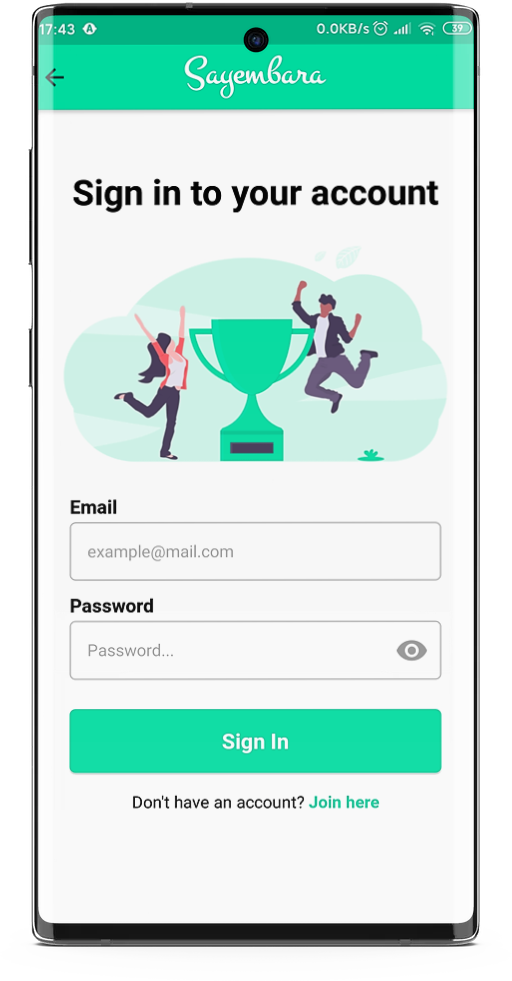 17:43 A 0.0KB/s 39
Sayembara
Sign in to your account
Email
example@mail.com
Password
Password...
Sign In
Don't have an account? Join here